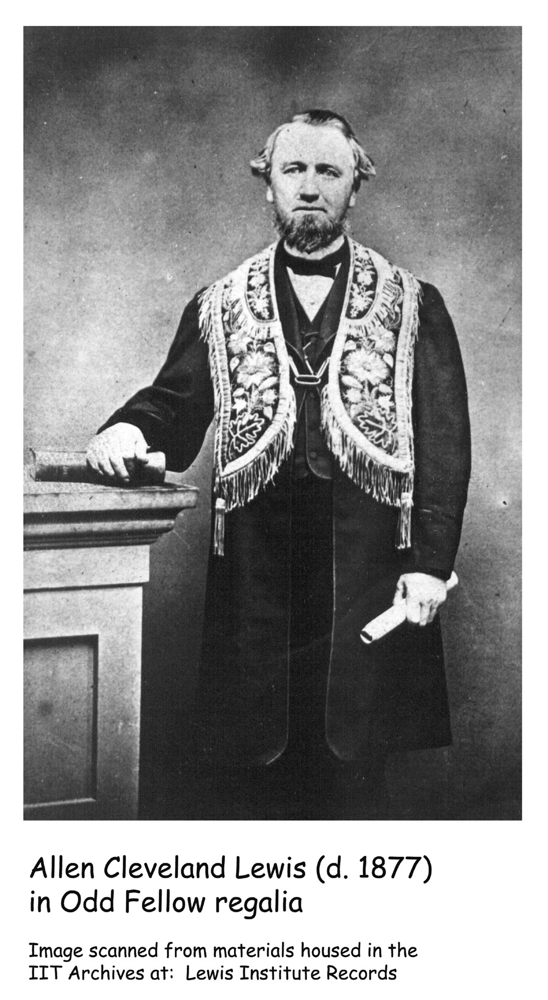 Allen Cleveland Lewis (d. 1877)
in Odd Fellow regalia
Image scanned from materials housed in the
IIT Archives at: Lewis Institute Records